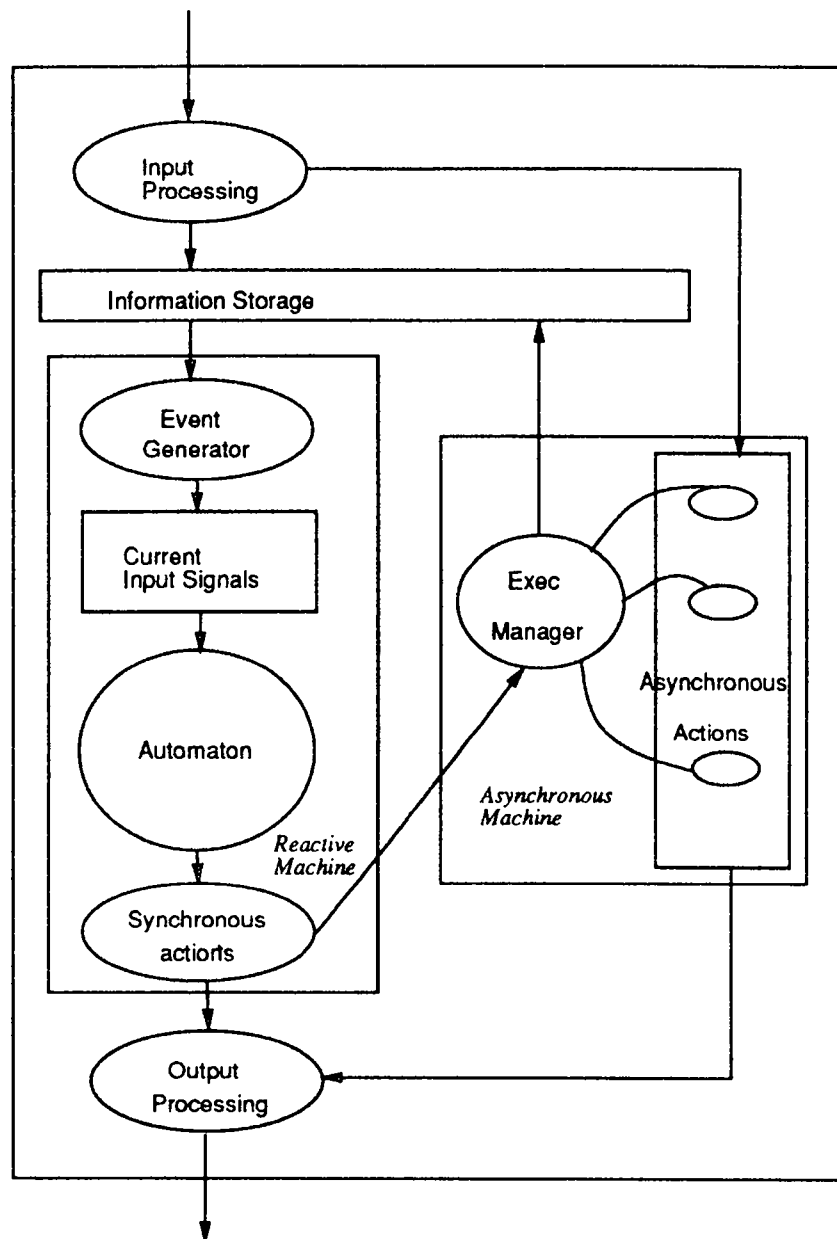 Input
Processing
Information Storage
Event
Generator
Current
Input Signals
Exec
Manager
Asynchronous
Actions
Automaton
Asynchronous
Machine
Reactive
Machine
Synchronous
actiorts
Output
Processing